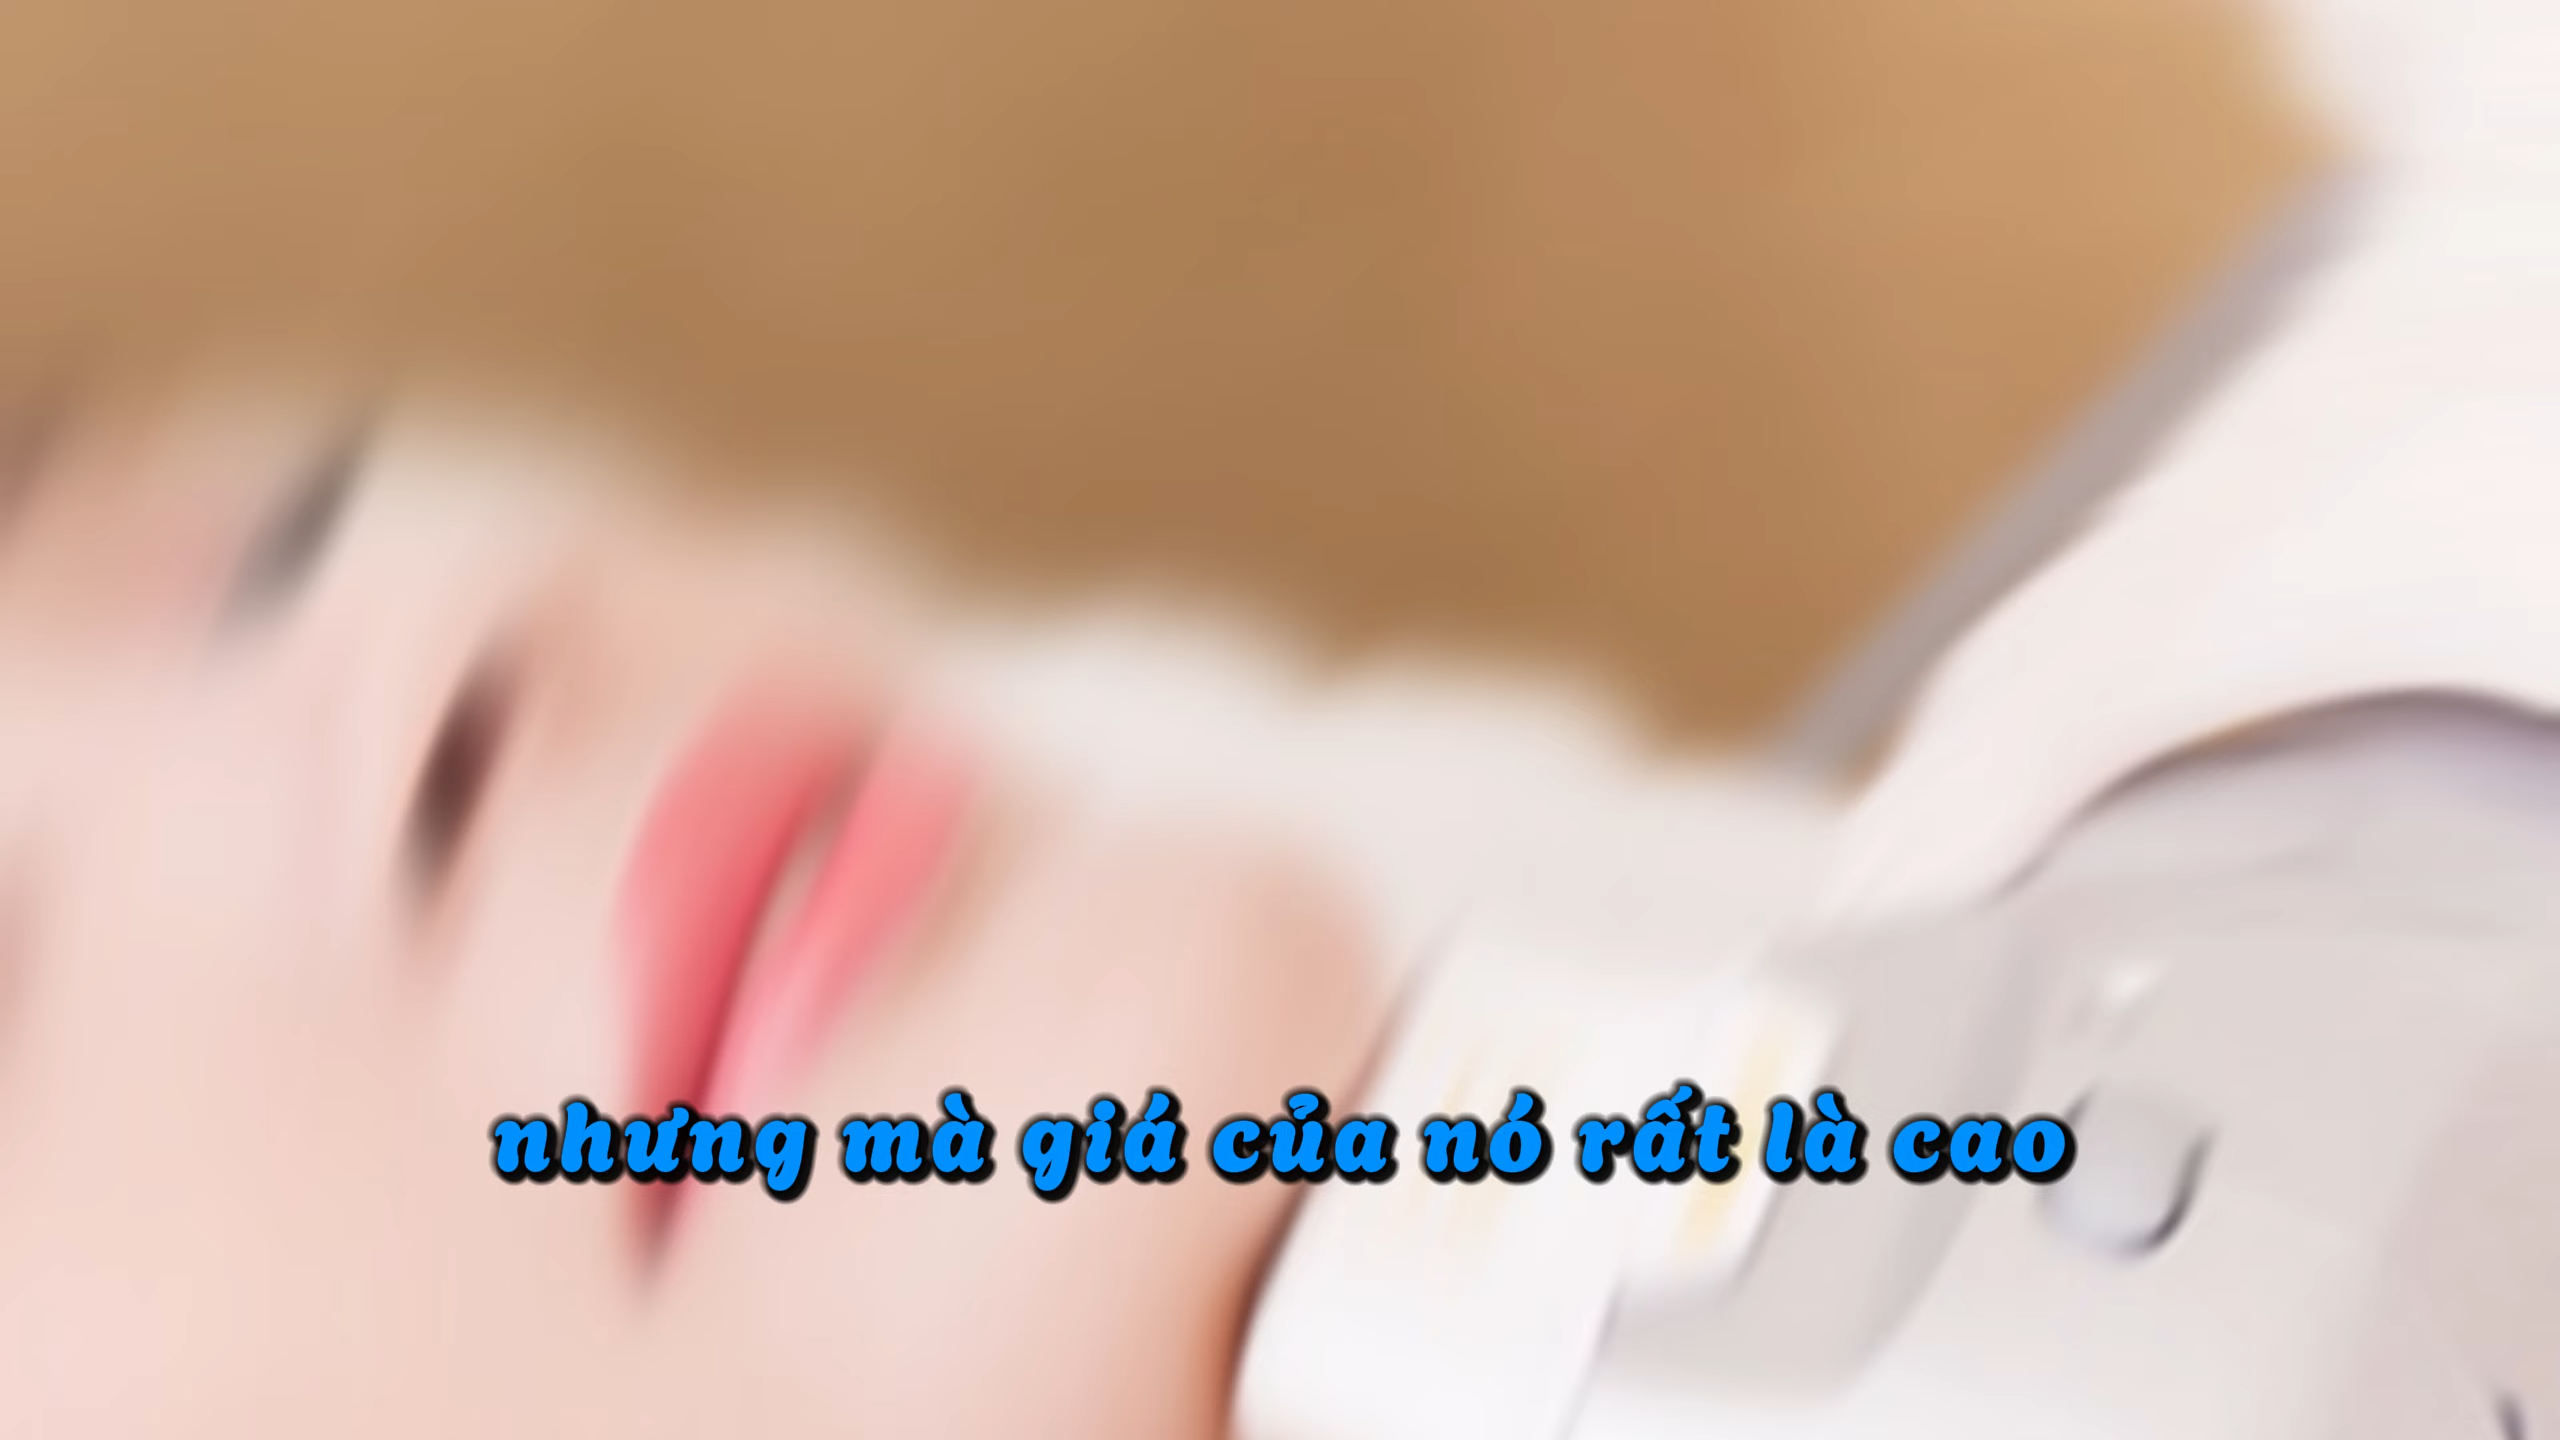 nhưng mà giá của nó rất là cao